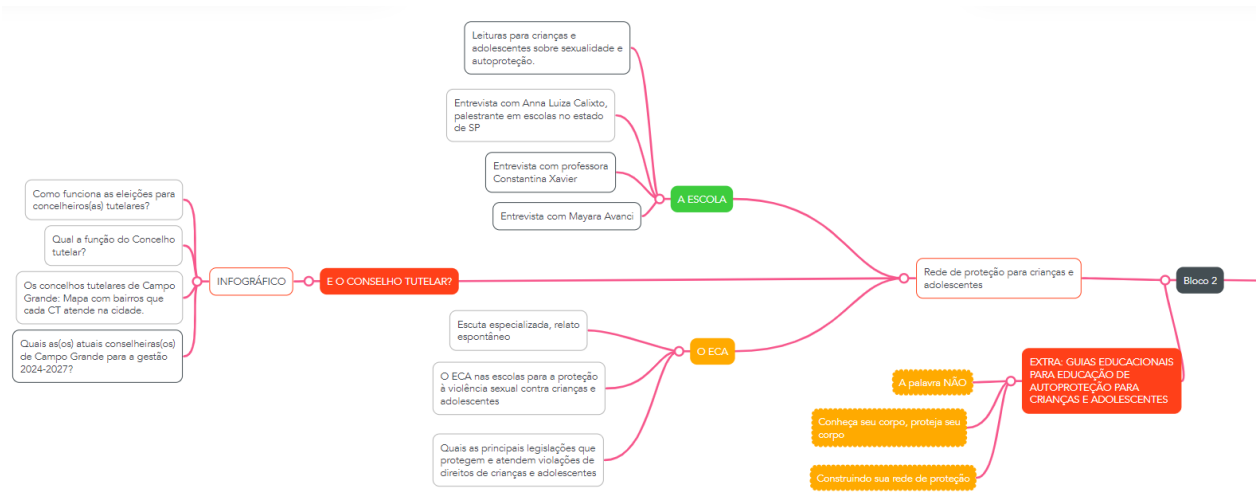 Leituras para crianças e
adolescentes sobre sexualidade e
autoproteção.
Entrevista com Anna Luiza Calixto,
palestrante em escolas no estado
de SP
Entrevista com professora
Constantina Xavier
Entrevista com Mayara Avanci
A ESCOLA
Como funciona as eleições para
concelheiros(as) tutelares?
Qual a função do Concelho
tutelar?
Os concelhos tutelares de Campo
Grande: Mapa com bairros que
cada CT atende na cidade.
Quais as(os) atuais conselheiras(os)
de Campo Grande para a gestão
2024-2027?
INFOGRÁFICO
E O CONSELHO TUTELAR?
Rede de proteção para crianças e
adolescentes
Bloco 2
Escuta especializada, relato
espontâneo
O ECA nas escolas para a proteção
à violência sexual contra crianças e
adolescentes
Quais as principais legislações que
protegem e atendem violações de
direitos de crianças e adolescentes
O ECA
EXTRA: GUIAS EDUCACIONAIS
PARA EDUCAÇÃO DE
AUTOPROTEÇÃO PARA
CRIANÇAS E ADOLESCENTES
A palavra NÃO
Conheça seu corpo, proteja seu
corpo
Construindo sua rede de proteção